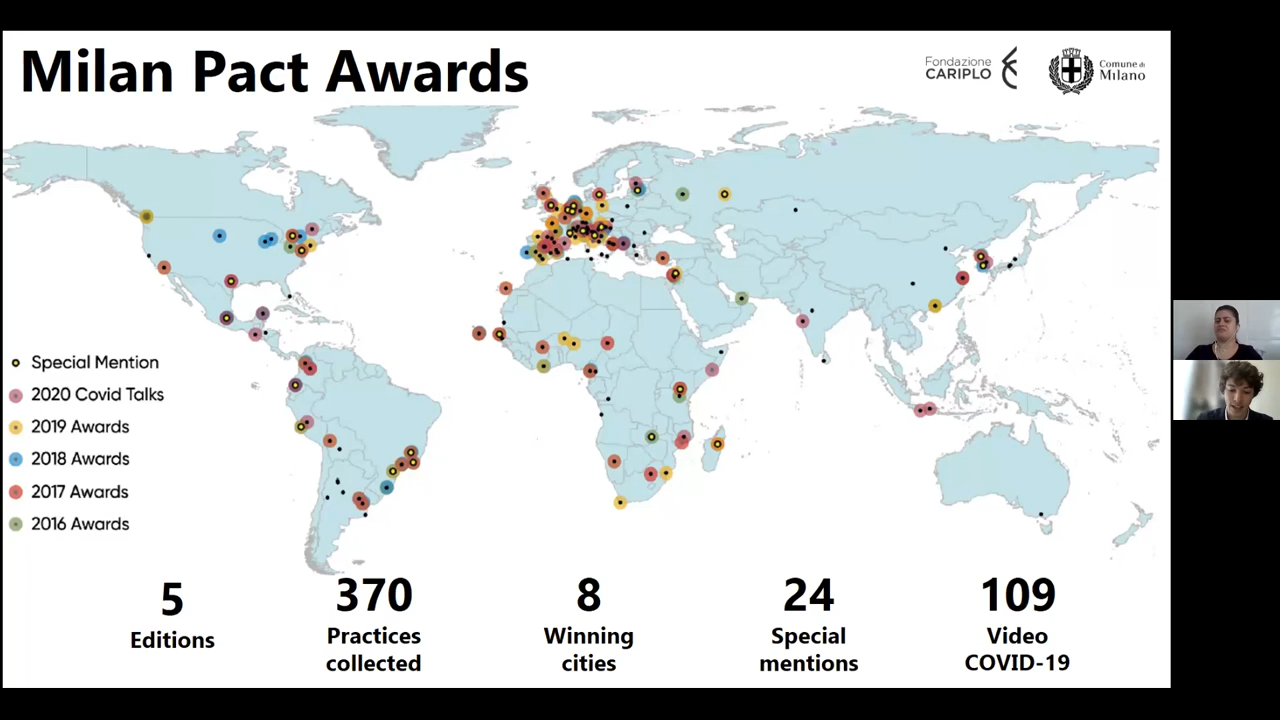 Milan Pact Awards
Fondazione
CARIPLO
Comune di
Milano
Special Mention
2020 Covid Talks
2019 Awards
2018 Awards
2017 Awards
2016 Awards
5
Editions
370
Practices
collected
8
Winning
cities
24
Special
mentions
109
Video
COVID-19